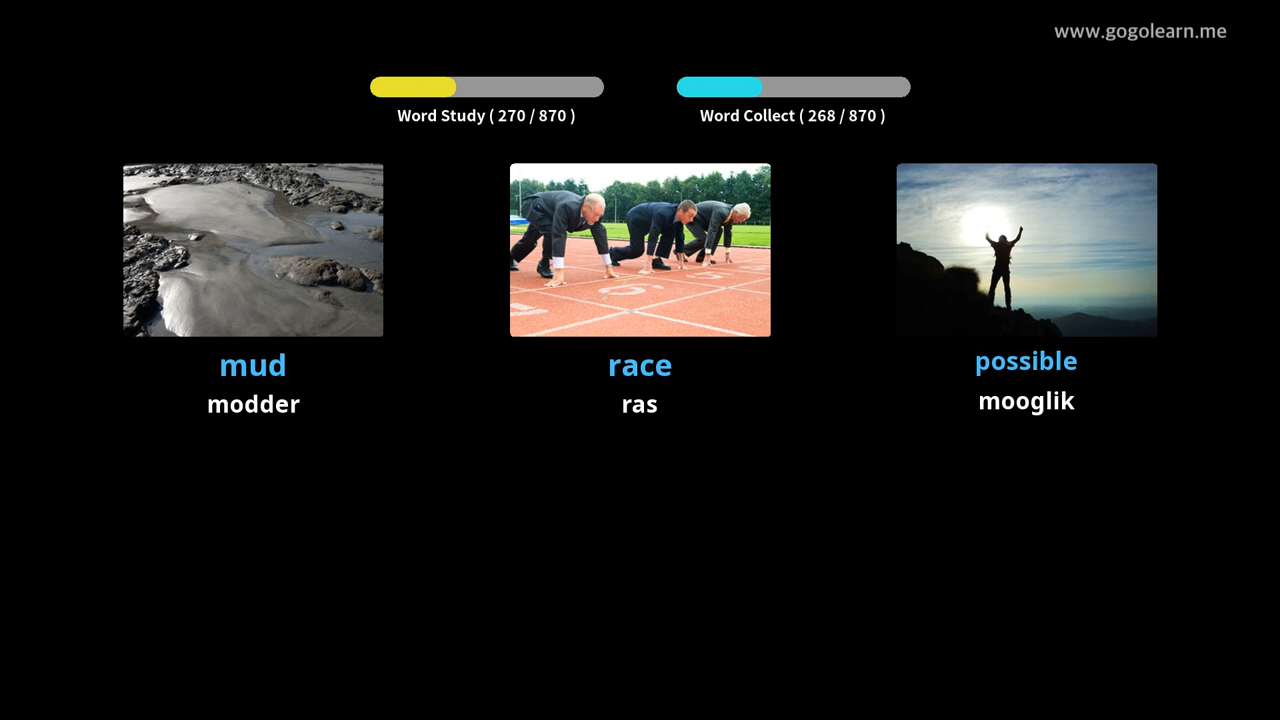 www.gogolearn.me
Word Study ( 270 / 870 )
Word Collect ( 268 / 870 )
mud
modder
race
ras
possible
mooglik